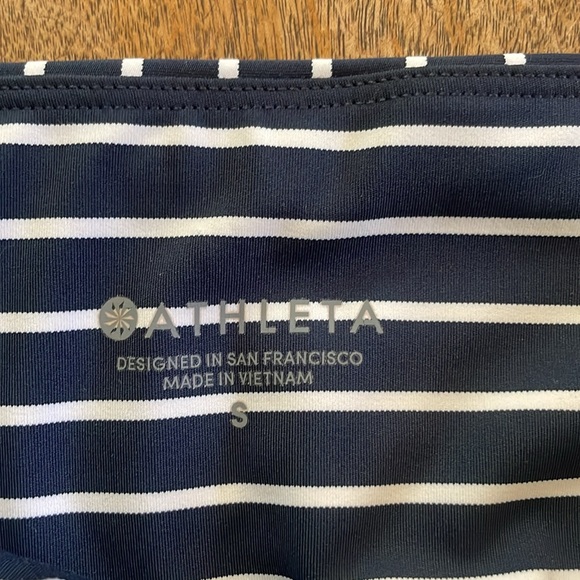 ATHLETA
DESIGNED IN SAN FRANCISCO
MADE IN VIETNAM
S